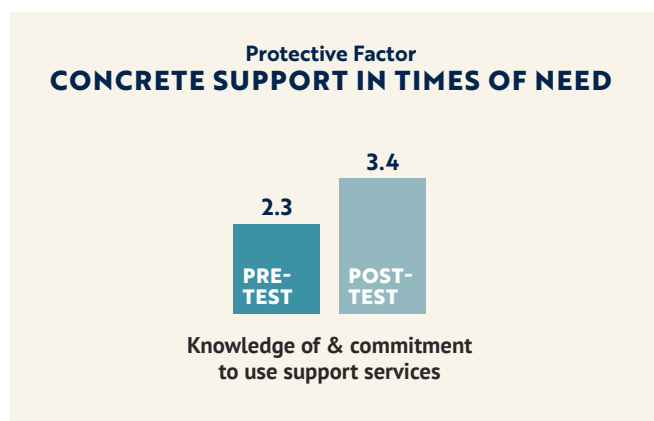 Protective Factor
CONCRETE SUPPORT IN TIMES OF NEED
3.4
2.3
PRE-
TEST
POST-
TEST
Knowledge of & commitment
to use support services